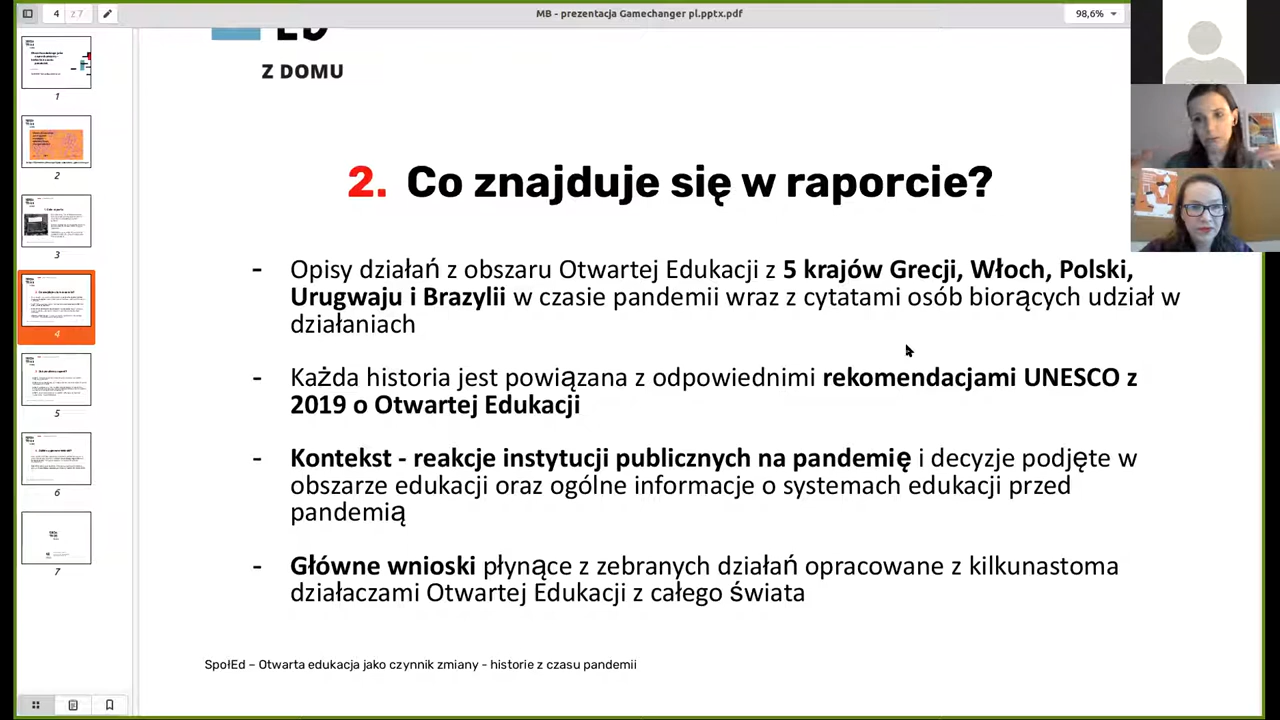 4 z 7
MB - prezentacja Gamechanger pl.pptx.pdf
98,6%
1
2
3
4
5
6
7
ED
Z DOMU
2. Co znajduje się w raporcie?
- Opisy działań z obszaru Otwartej Edukacji z 5 krajów Grecji, Włoch, Polski,
Urugwaju i Brazynii w czasie pandemii wraz z cytatami osób biorących udział w
działaniach
- Każda historia jest powiązana z odpowiednimi rekomendacjami UNESCO z
2019 o Otwartej Edukacji
- Kontekst - reakcje instytucji publicznych na pandemię i decyzje podjęte w
obszarze edukacji oraz ogólne informacje o systemach edukacji przed
pandemią
- Główne wnioski płynące z zebranych działań opracowane z kilkunastoma
działaczami Otwartej Edukacji z całego świata
SpołEd – Otwarta edukacja jako czynnik zmiany - historie z czasu pandemii